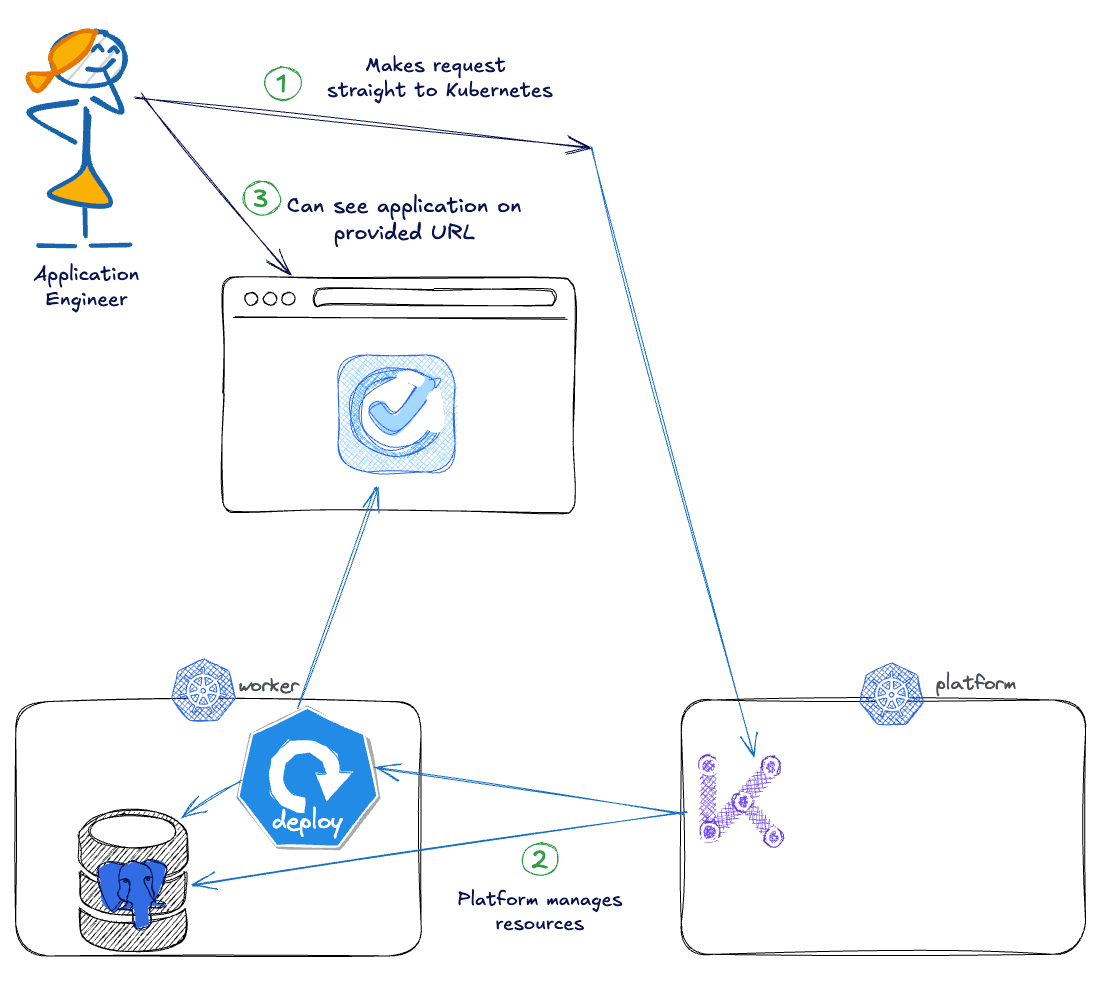 1
Makes request
straight to Kubernetes
3
Can see application on
provided URL
Application
Engineer
worker
platform
deploy
2
Platform manages
resources